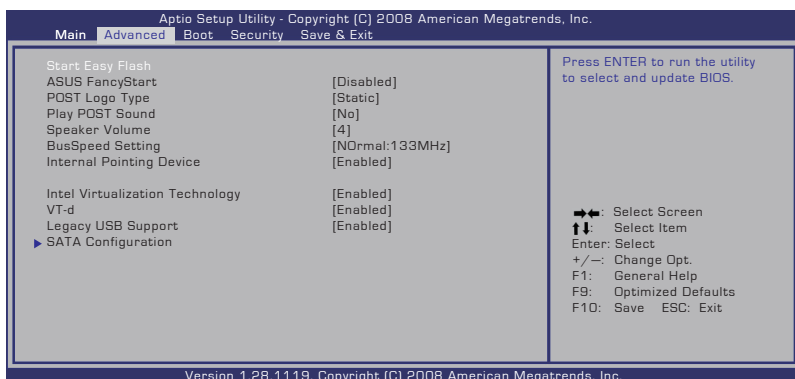 Aptio Setup Utility - Copyright (C) 2008 American Megatrends, Inc.
Main Advanced Boot Security Save & Exit
Start Easy Flash
ASUS FancyStart [Disabled]
POST Logo Type [Static]
Play POST Sound [No]
Speaker Volume [4]
BusSpeed Setting [NOrmal:133MHz]
Internal Pointing Device [Enabled]
Intel Virtualization Technology [Enabled]
VT-d [Enabled]
Legacy USB Support [Enabled]
SATA Configuration
Press ENTER to run the utility
to select and update BIOS.
→←: Select Screen
↑↓: Select Item
Enter: Select
+/—: Change Opt.
F1: General Help
F9: Optimized Defaults
F10: Save ESC: Exit
Version 1.28.1119. Copyright (C) 2008 American Megatrends, Inc.